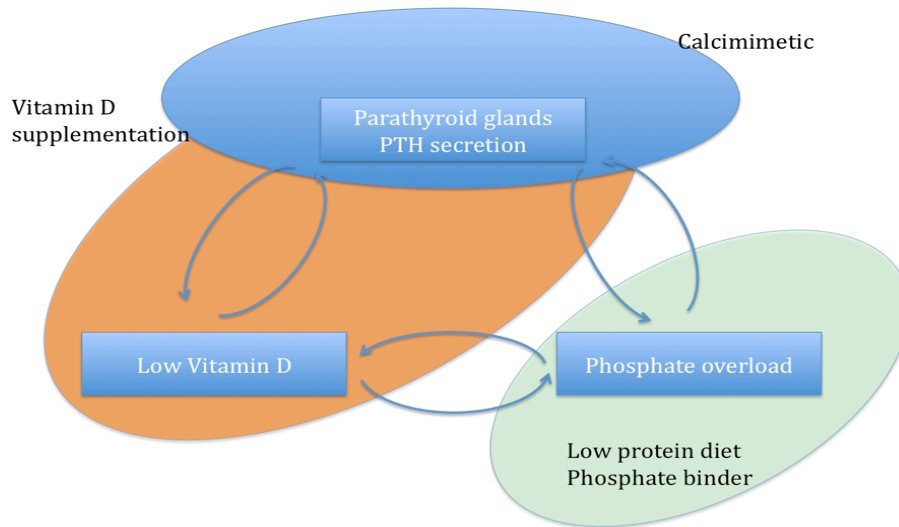 Calcimimetic
Vitamin D
supplementation
Parathyroid glands
PTH secretion
Low Vitamin D
Phosphate overload
Low protein diet
Phosphate binder